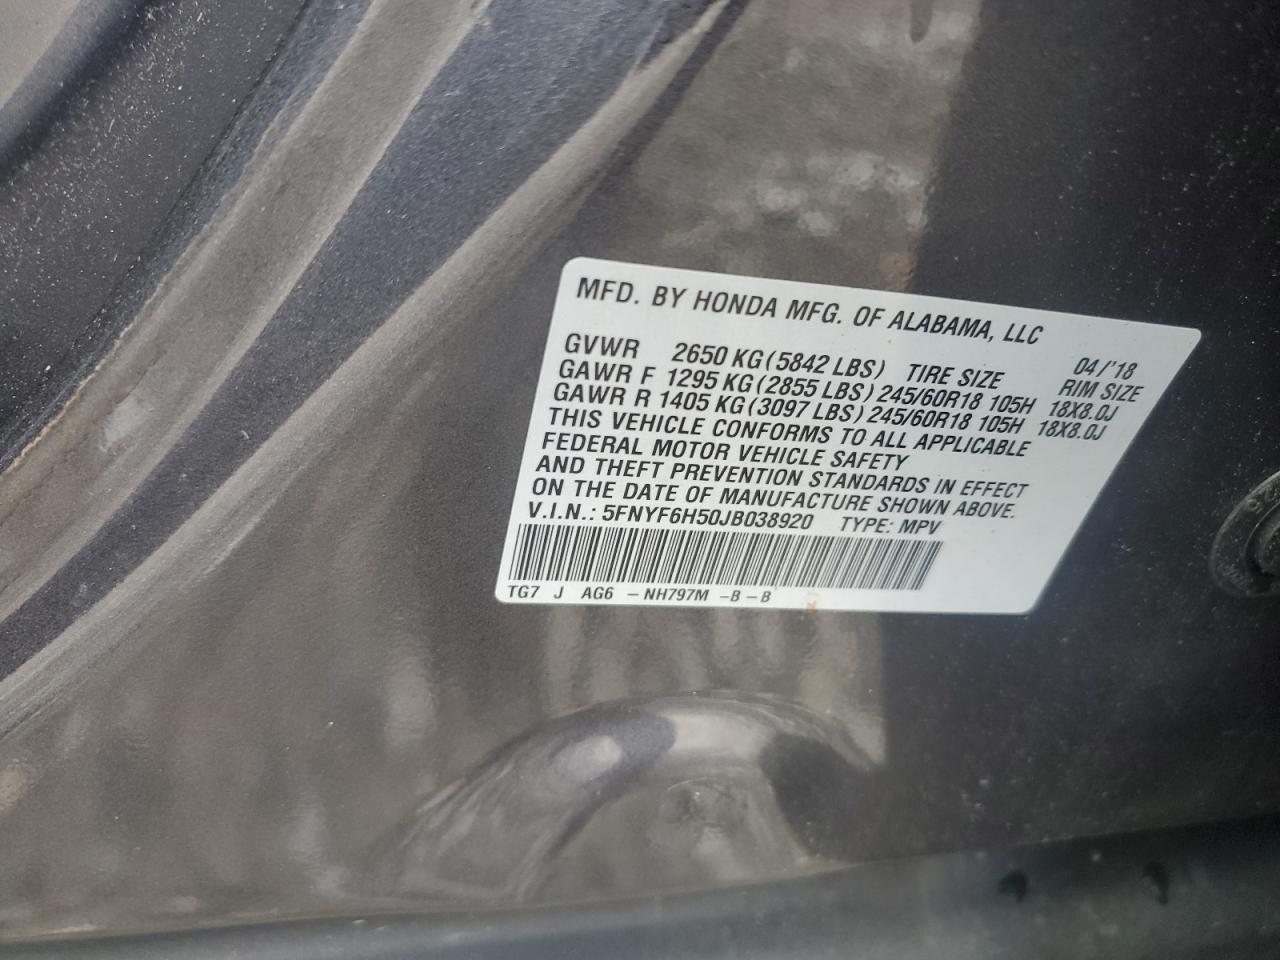 MFD. BY HONDA MFG. OF ALABAMA, LLC
04/'18
GVWR 2650 KG (5842 LBS) TIRE SIZE RIM SIZE
GAWR F 1295 KG (2855 LBS) 245/60R18 105H 18X8.0J
GAWR R 1405 KG (3097 LBS) 245/60R18 105H 18X8.0J
THIS VEHICLE CONFORMS TO ALL APPLICABLE
FEDERAL MOTOR VEHICLE SAFETY
AND THEFT PREVENTION STANDARDS IN EFFECT
ON THE DATE OF MANUFACTURE SHOWN ABOVE.
V.I.N.: 5FNYF6H50JB038920 TYPE: MPV
TG7 J AG6 – NH797M –B – B